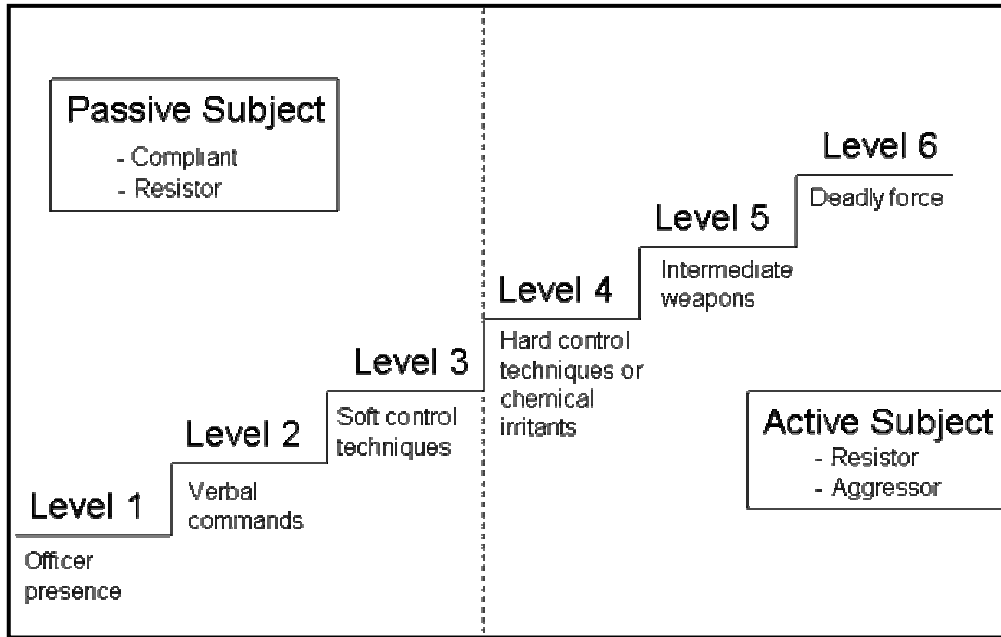 Passive Subject
- Compliant
- Resistor
Level 1
Officer
presence
Level 2
Verbal
commands
Level 3
Soft control
techniques
Level 4
Hard control
techniques or
chemical
irritants
Level 5
Intermediate
weapons
Level 6
Deadly force
Active Subject
- Resistor
- Aggressor